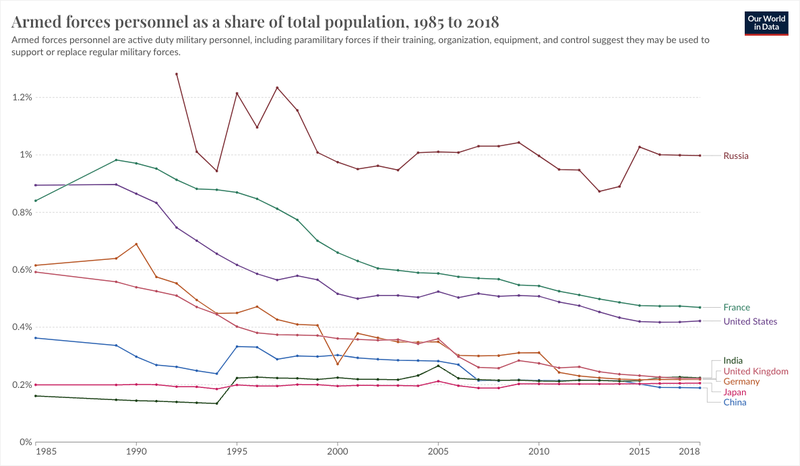 Armed forces personnel as a share of total population, 1985 to 2018
Our World
in Data
Armed forces personnel are active duty military personnel, including paramilitary forces if their training, organization, equipment, and control suggest they may be used to
support or replace regular military forces.
1.2%
1%
0.8%
0.6%
0.4%
0.2%
0%
Russia
France
United States
India
United Kingdom
Germany
Japan
China
1985
1990
1995
2000
2005
2010
2015
2018